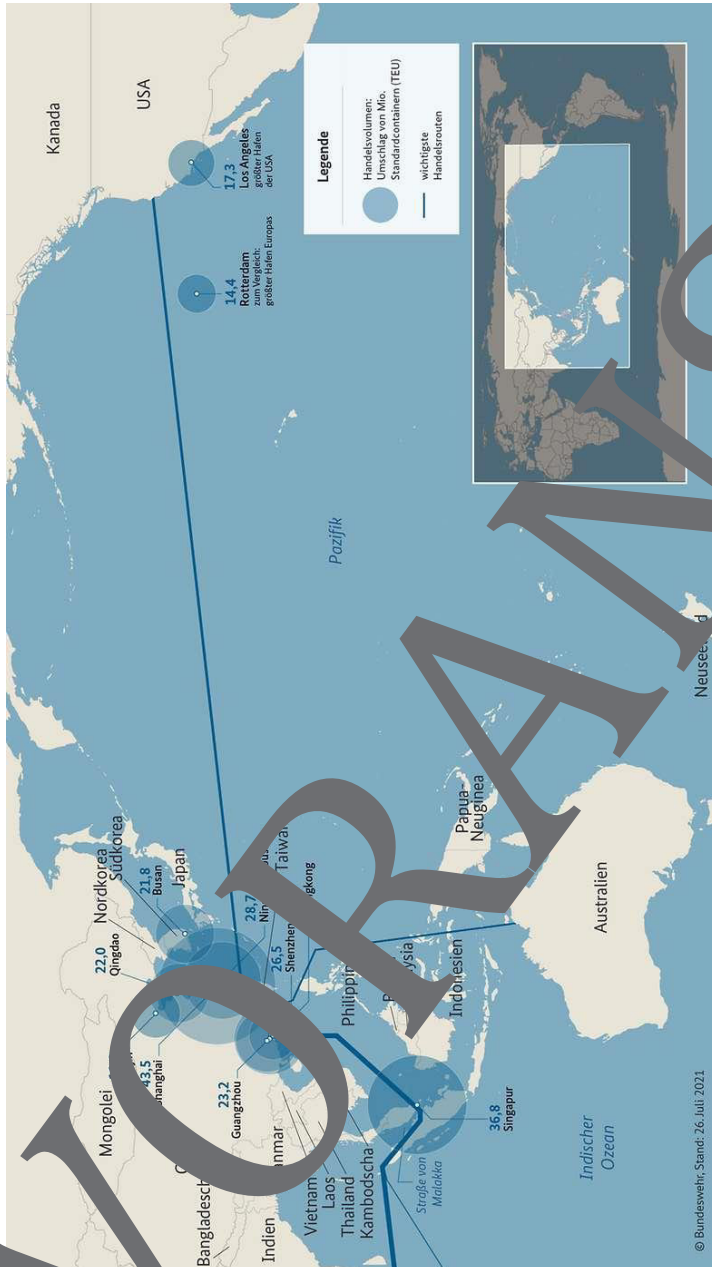 Kanada
USA
17,3
Los Angeles
größter Hafen
der USA
14,4
Rotterdam
zum Vergleich:
größter Hafen Europas
Legende
Handelsvolumen:
Umschlag von Mio.
Standardcontainern (TEU)
wichtigste
Handelsrouten
Pazifik
Nordkorea
Südkorea
Japan
21,8
Busan
22,0
Qingdao
43,5
28,7
26,5
Shenzhen
23,2
Guangzhou
Mongolei
Bangladesch
Indien
Vietnam
Laos
Thailand
Kambodscha
Indonesien
Papua-
Neuginea
Australien
36,8
Singapur
Straße von
Malakka
Indischer
Ozean
© Bundeswehr, Stand: 26. Juli 2021